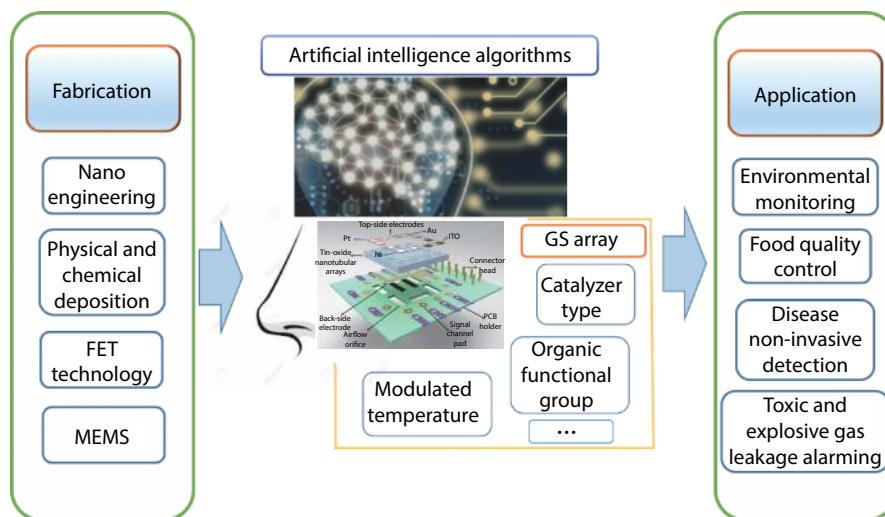 Fabrication
Nano
engineering
Physical and
chemical
deposition
FET
technology
MEMS
Artificial intelligence algorithms
Top-side electrodes
Au
Pt
ITO
Tin-oxide
nanotubular
arrays
Ni
Connector
head
Back-side
electrode
Airflow
orifice
Signal
channel
pad
PCB
holder
GS array
Catalyzer
type
Organic
functional
group
Modulated
temperature
...
Application
Environmental
monitoring
Food quality
control
Disease
non-invasive
detection
Toxic and
explosive gas
leakage alarming